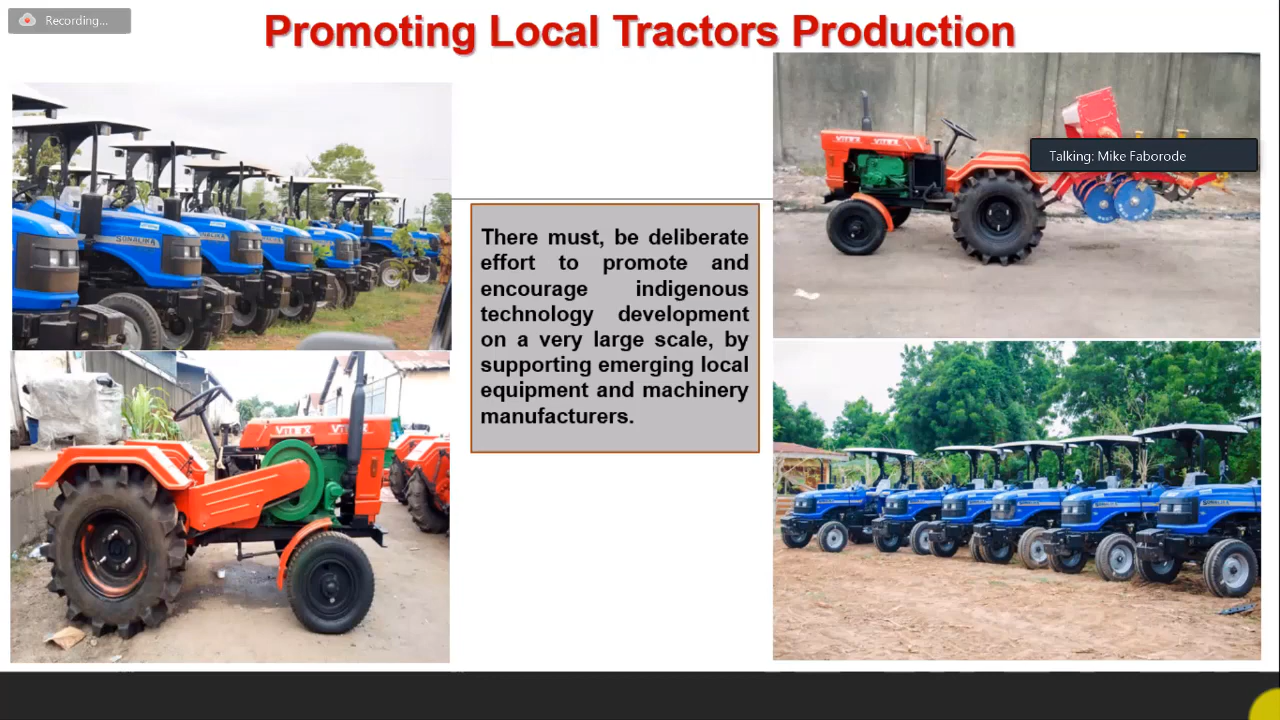 Recording...
Promoting Local Tractors Production
Talking: Mike Faborode
SONALIKA
There must, be deliberate
effort to promote and
encourage indigenous
technology development
on a very large scale, by
supporting emerging local
equipment and machinery
manufacturers.